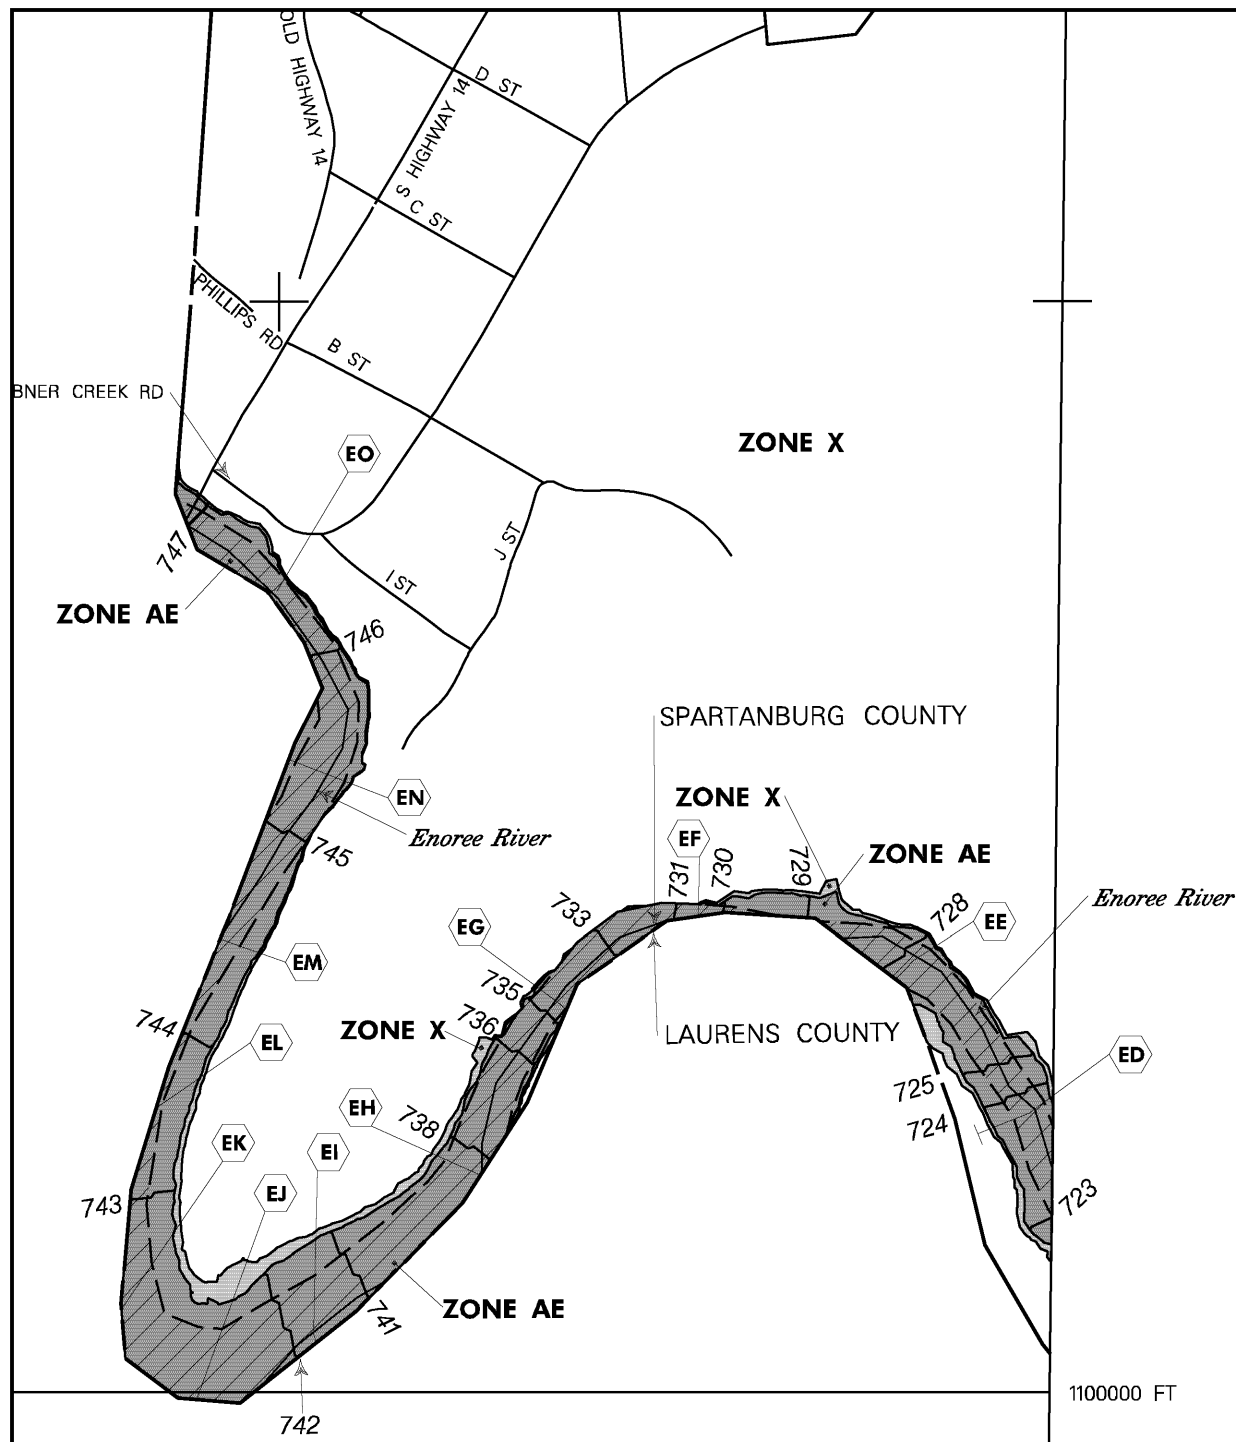 OLD HIGHWAY 14
D ST
S HIGHWAY 14
C ST
PHILLIPS RD
B ST
BNER CREEK RD
EO
ZONE X
747
J ST
I ST
ZONE AE
746
SPARTANBURG COUNTY
EN
ZONE X
Enoree River
745
EF
731
730
729
ZONE AE
Enoree River
733
728
EE
EG
EM
735
736
744
EL
ZONE X
LAURENS COUNTY
ED
725
724
EH
738
EK
EI
EJ
743
723
741
ZONE AE
1100000 FT
742